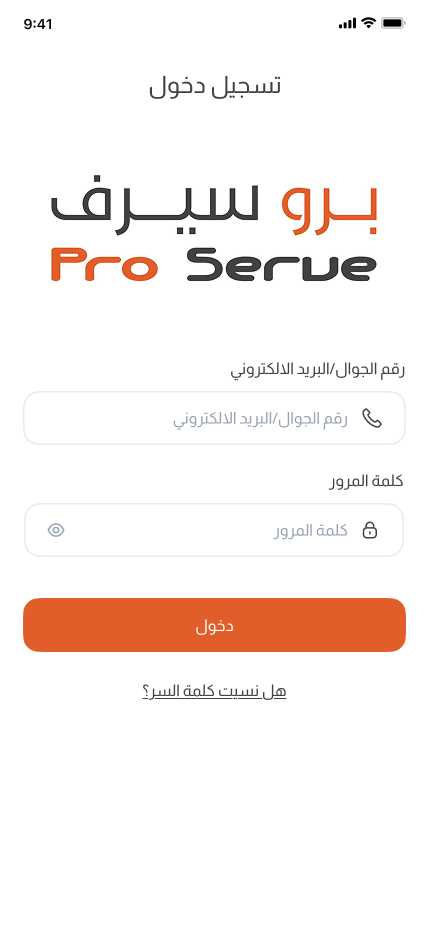 9:41
تسجيل دخول
برو سيرف
Pro Serve
رقم الجوال/البريد الالكتروني
رقم الجوال/البريد الالكتروني
كلمة المرور
كلمة المرور
دخول
هل نسيت كلمة السر؟